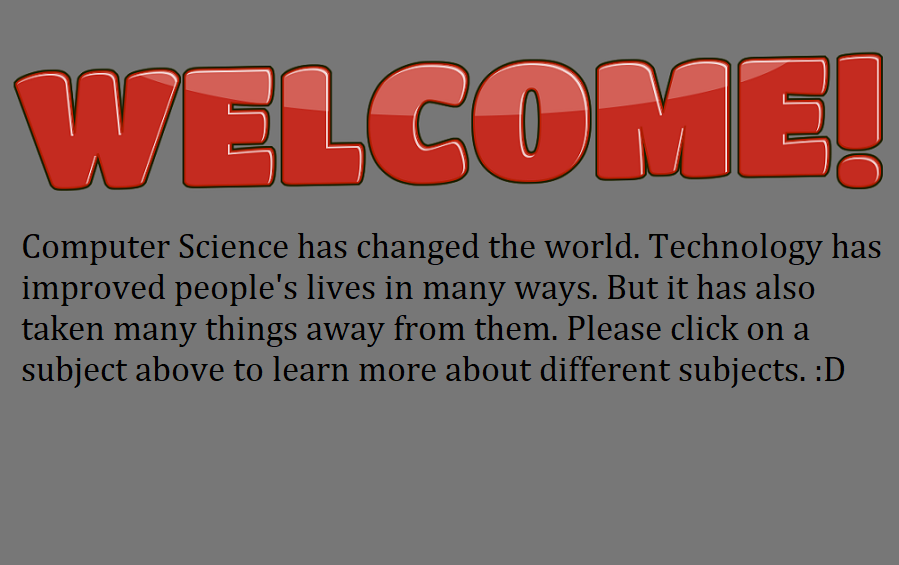 WELCOME!
Computer Science has changed the world. Technology has
improved people's lives in many ways. But it has also
taken many things away from them. Please click on a
subject above to learn more about different subjects. :D